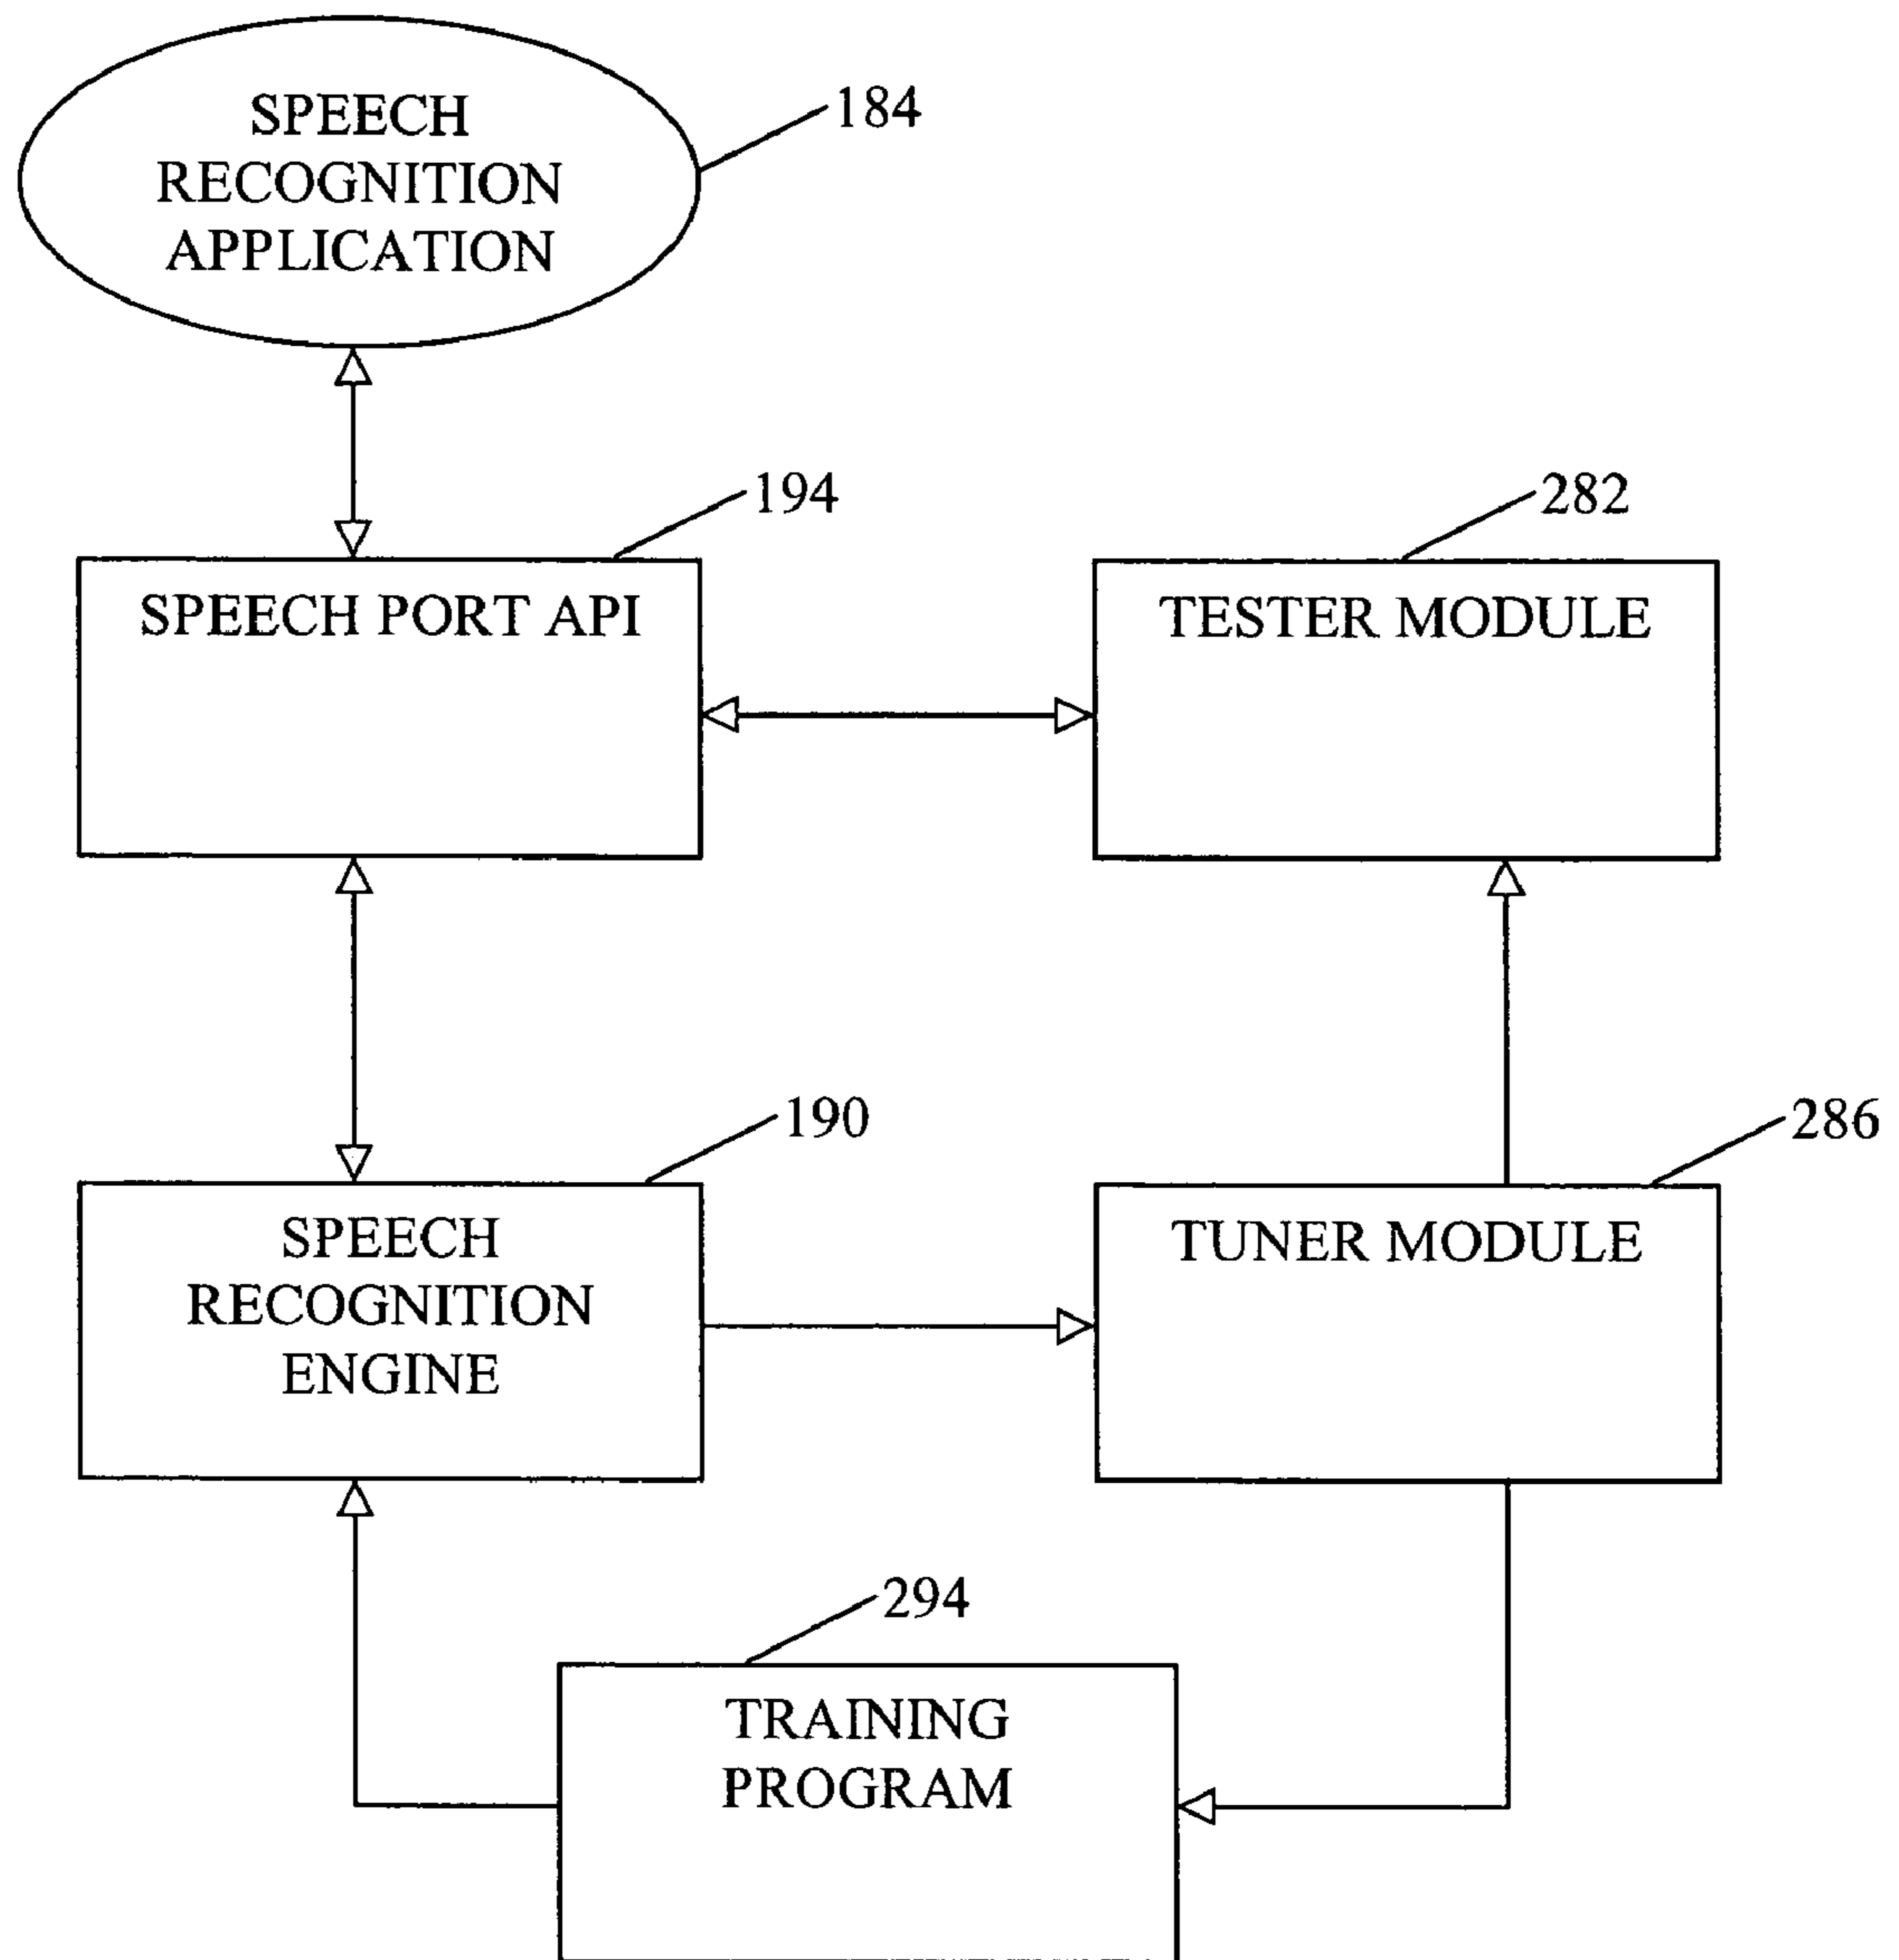 SPEECH
RECOGNITION
APPLICATION
184
194
SPEECH PORT API
282
TESTER MODULE
190
SPEECH
RECOGNITION
ENGINE
286
TUNER MODULE
294
TRAINING
PROGRAM